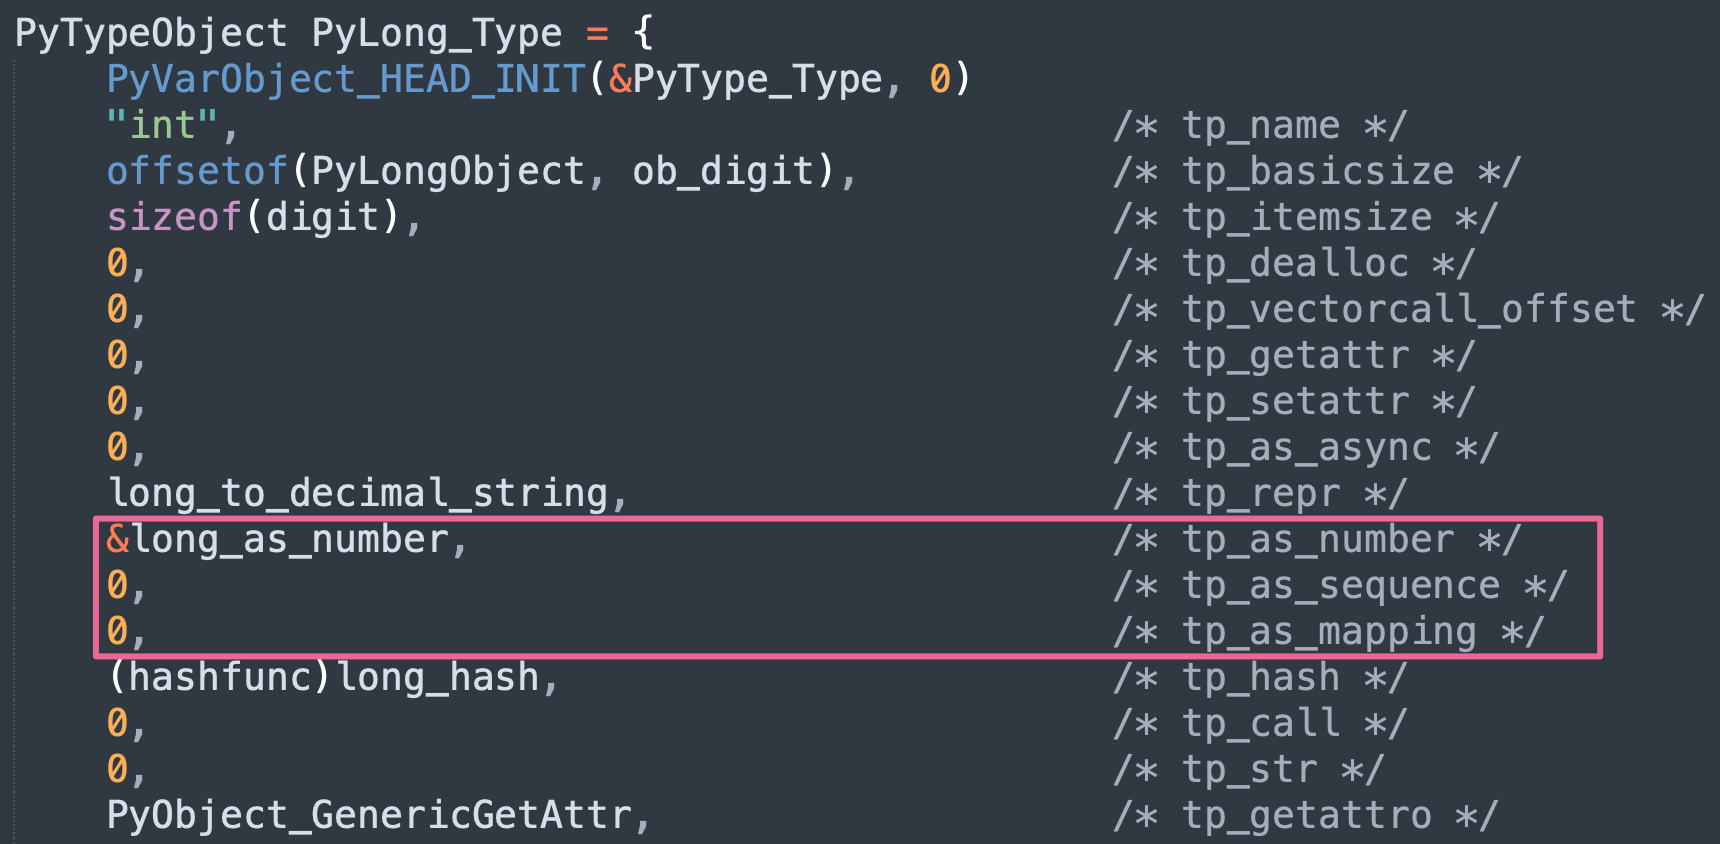 PyTypeObject PyLong_Type = {
    PyVarObject_HEAD_INIT(&PyType_Type, 0)
    "int",                                      /* tp_name */
    offsetof(PyLongObject, ob_digit),           /* tp_basicsize */
    sizeof(digit),                              /* tp_itemsize */
    0,                                          /* tp_dealloc */
    0,                                          /* tp_vectorcall_offset */
    0,                                          /* tp_getattr */
    0,                                          /* tp_setattr */
    0,                                          /* tp_as_async */
    long_to_decimal_string,                     /* tp_repr */
    &long_as_number,                            /* tp_as_number */
    0,                                          /* tp_as_sequence */
    0,                                          /* tp_as_mapping */
    (hashfunc)long_hash,                        /* tp_hash */
    0,                                          /* tp_call */
    0,                                          /* tp_str */
    PyObject_GenericGetAttr,                    /* tp_getattro */